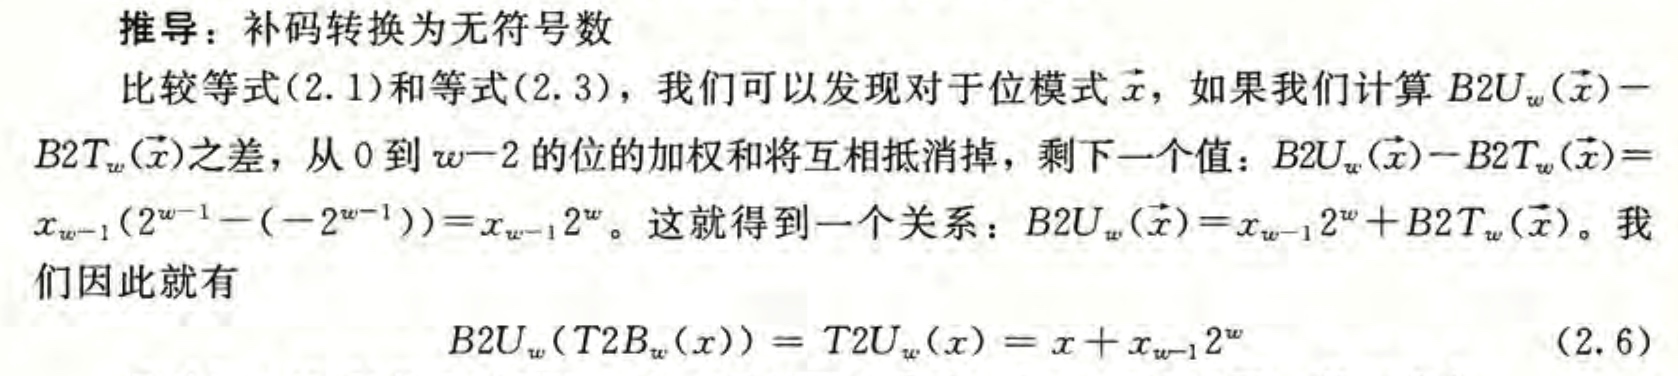 推导：补码转换为无符号数
比较等式(2.1)和等式(2.3)，我们可以发现对于位模式 $\vec{x}$，如果我们计算 $B2U_w(\vec{x})-$
$B2T_w(\vec{x})$之差，从 0 到 $w-2$ 的位的加权和将互相抵消掉，剩下一个值：$B2U_w(\vec{x})-B2T_w(\vec{x})=$
$x_{w-1}(2^{w-1}-(-2^{w-1}))=x_{w-1}2^w$。这就得到一个关系：$B2U_w(\vec{x})=x_{w-1}2^w+B2T_w(\vec{x})$。我
们因此就有
$B2U_w(T2B_w(x))=T2U_w(x)=x+x_{w-1}2^w$ (2.6)